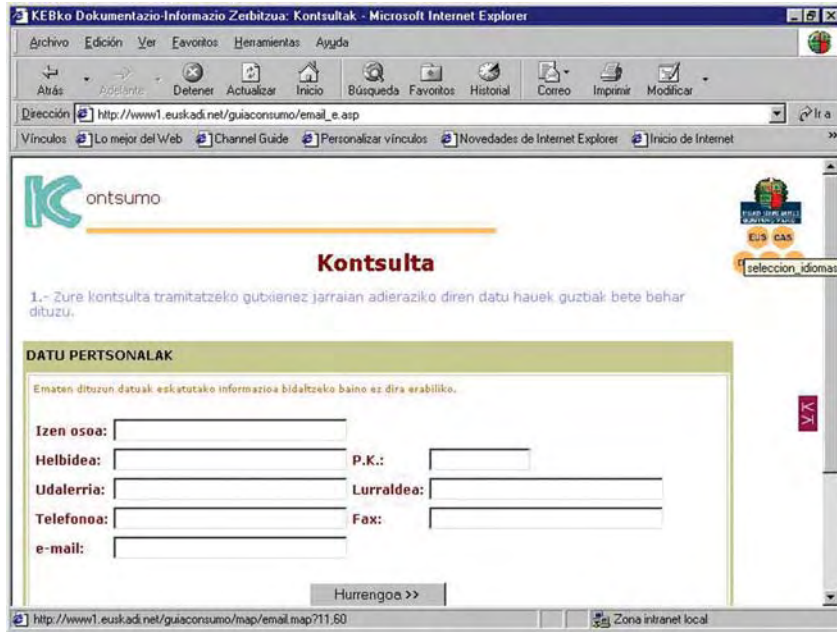 KEBko Dokumentazio-Informazio Zerbitzua: Kontsultak - Microsoft Internet Explorer
Archivo Edición Ver Favoritos Herramientas Ayuda
Atrás Adelante Detener Actualizar Inicio Búsqueda Favoritos Historial Correo Imprimir Modificar
Dirección http://www1.euskadi.net/guiaconsumo/email_e.asp Ir a
Vínculos Lo mejor del Web Channel Guide Personalizar vínculos Novedades de Internet Explorer Inicio de Internet »
Kontsumo
EUS CAS
seleccion_idiomas
Kontsulta
1.- Zure kontsulta tramitatzeko gutxienez jarraian adieraziko diren datu hauek guztiak bete behar
dituzu.
DATU PERTSONALAK
Ematen dituzun datuak eskatutako informazioa bidaltzeko baino ez dira erabiliko.
Izen osoa:
Helbidea: P.K.:
Udalerria: Lurraldea:
Telefonoa: Fax:
e-mail:
Hurrengoa >>
http://www1.euskadi.net/guiaconsumo/map/email.map?11,60 Zona intranet local